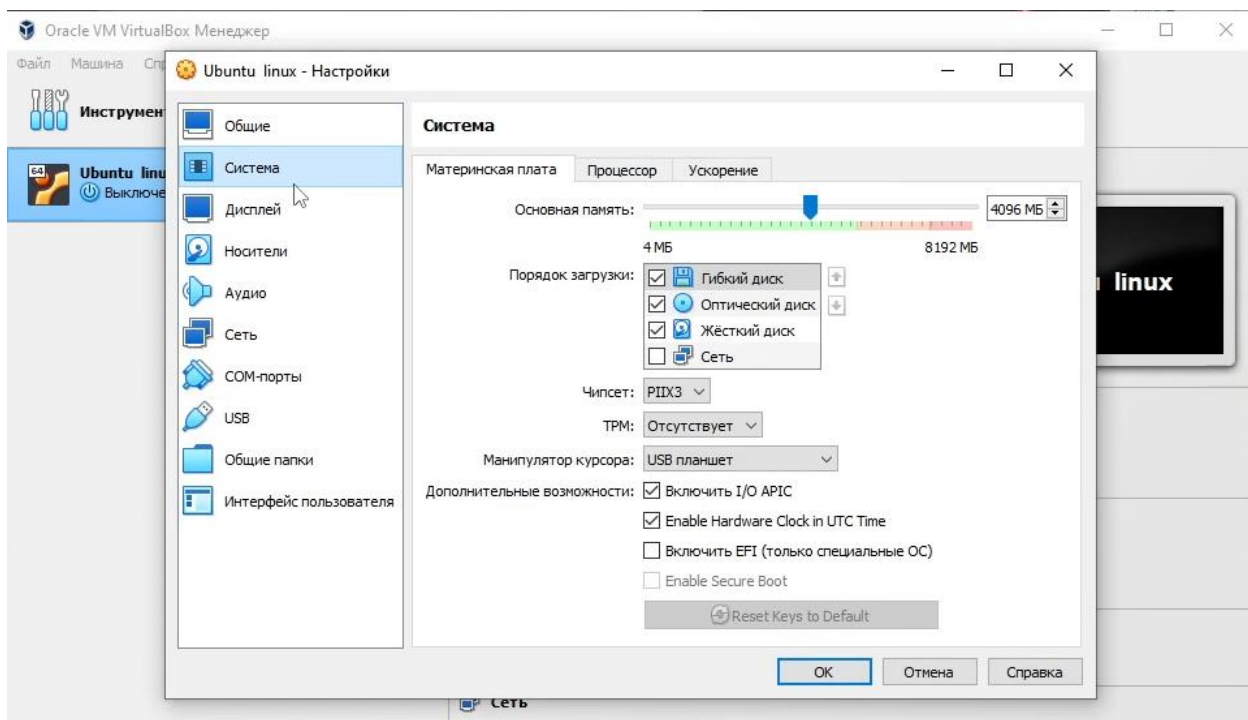 Oracle VM VirtualBox Менеджер
Файл Машина
Ubuntu linux - Настройки
Инструмен
64
Ubuntu linu
Выключе
Общие
Система
Дисплей
Носители
Аудио
Сеть
COM-порты
USB
Общие папки
Интерфейс пользователя
Система
Материнская плата Процессор Ускорение
Основная память: 4096 МБ
4 МБ 8192 МБ
Порядок загрузки: Гибкий диск
Оптический диск
Жёсткий диск
Сеть
Чипсет: PIIX3
TPM: Отсутствует
Манипулятор курсора: USB планшет
Дополнительные возможности: Включить I/O APIC
Enable Hardware Clock in UTC Time
Включить EFI (только специальные ОС)
Enable Secure Boot
Reset Keys to Default
OK Отмена Справка
linux
Сеть